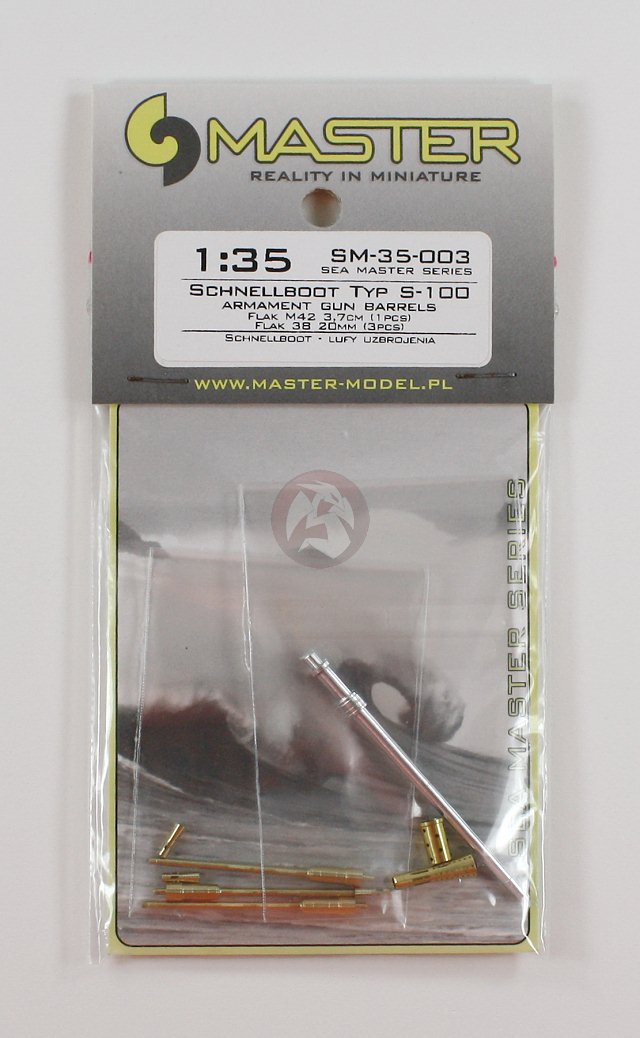 MASTER
REALITY IN MINIATURE
1:35
SM-35-003
SEA MASTER SERIES
SCHNELLBOOT TYP S-100
ARMAMENT GUN BARRELS
FLAK M42 3,7CM (1PCS)
FLAK 38 20MM (3PCS)
SCHNELLBOOT - LUFY UZBROJENIA
WWW.MASTER-MODEL.PL
SEA MASTER SERIES